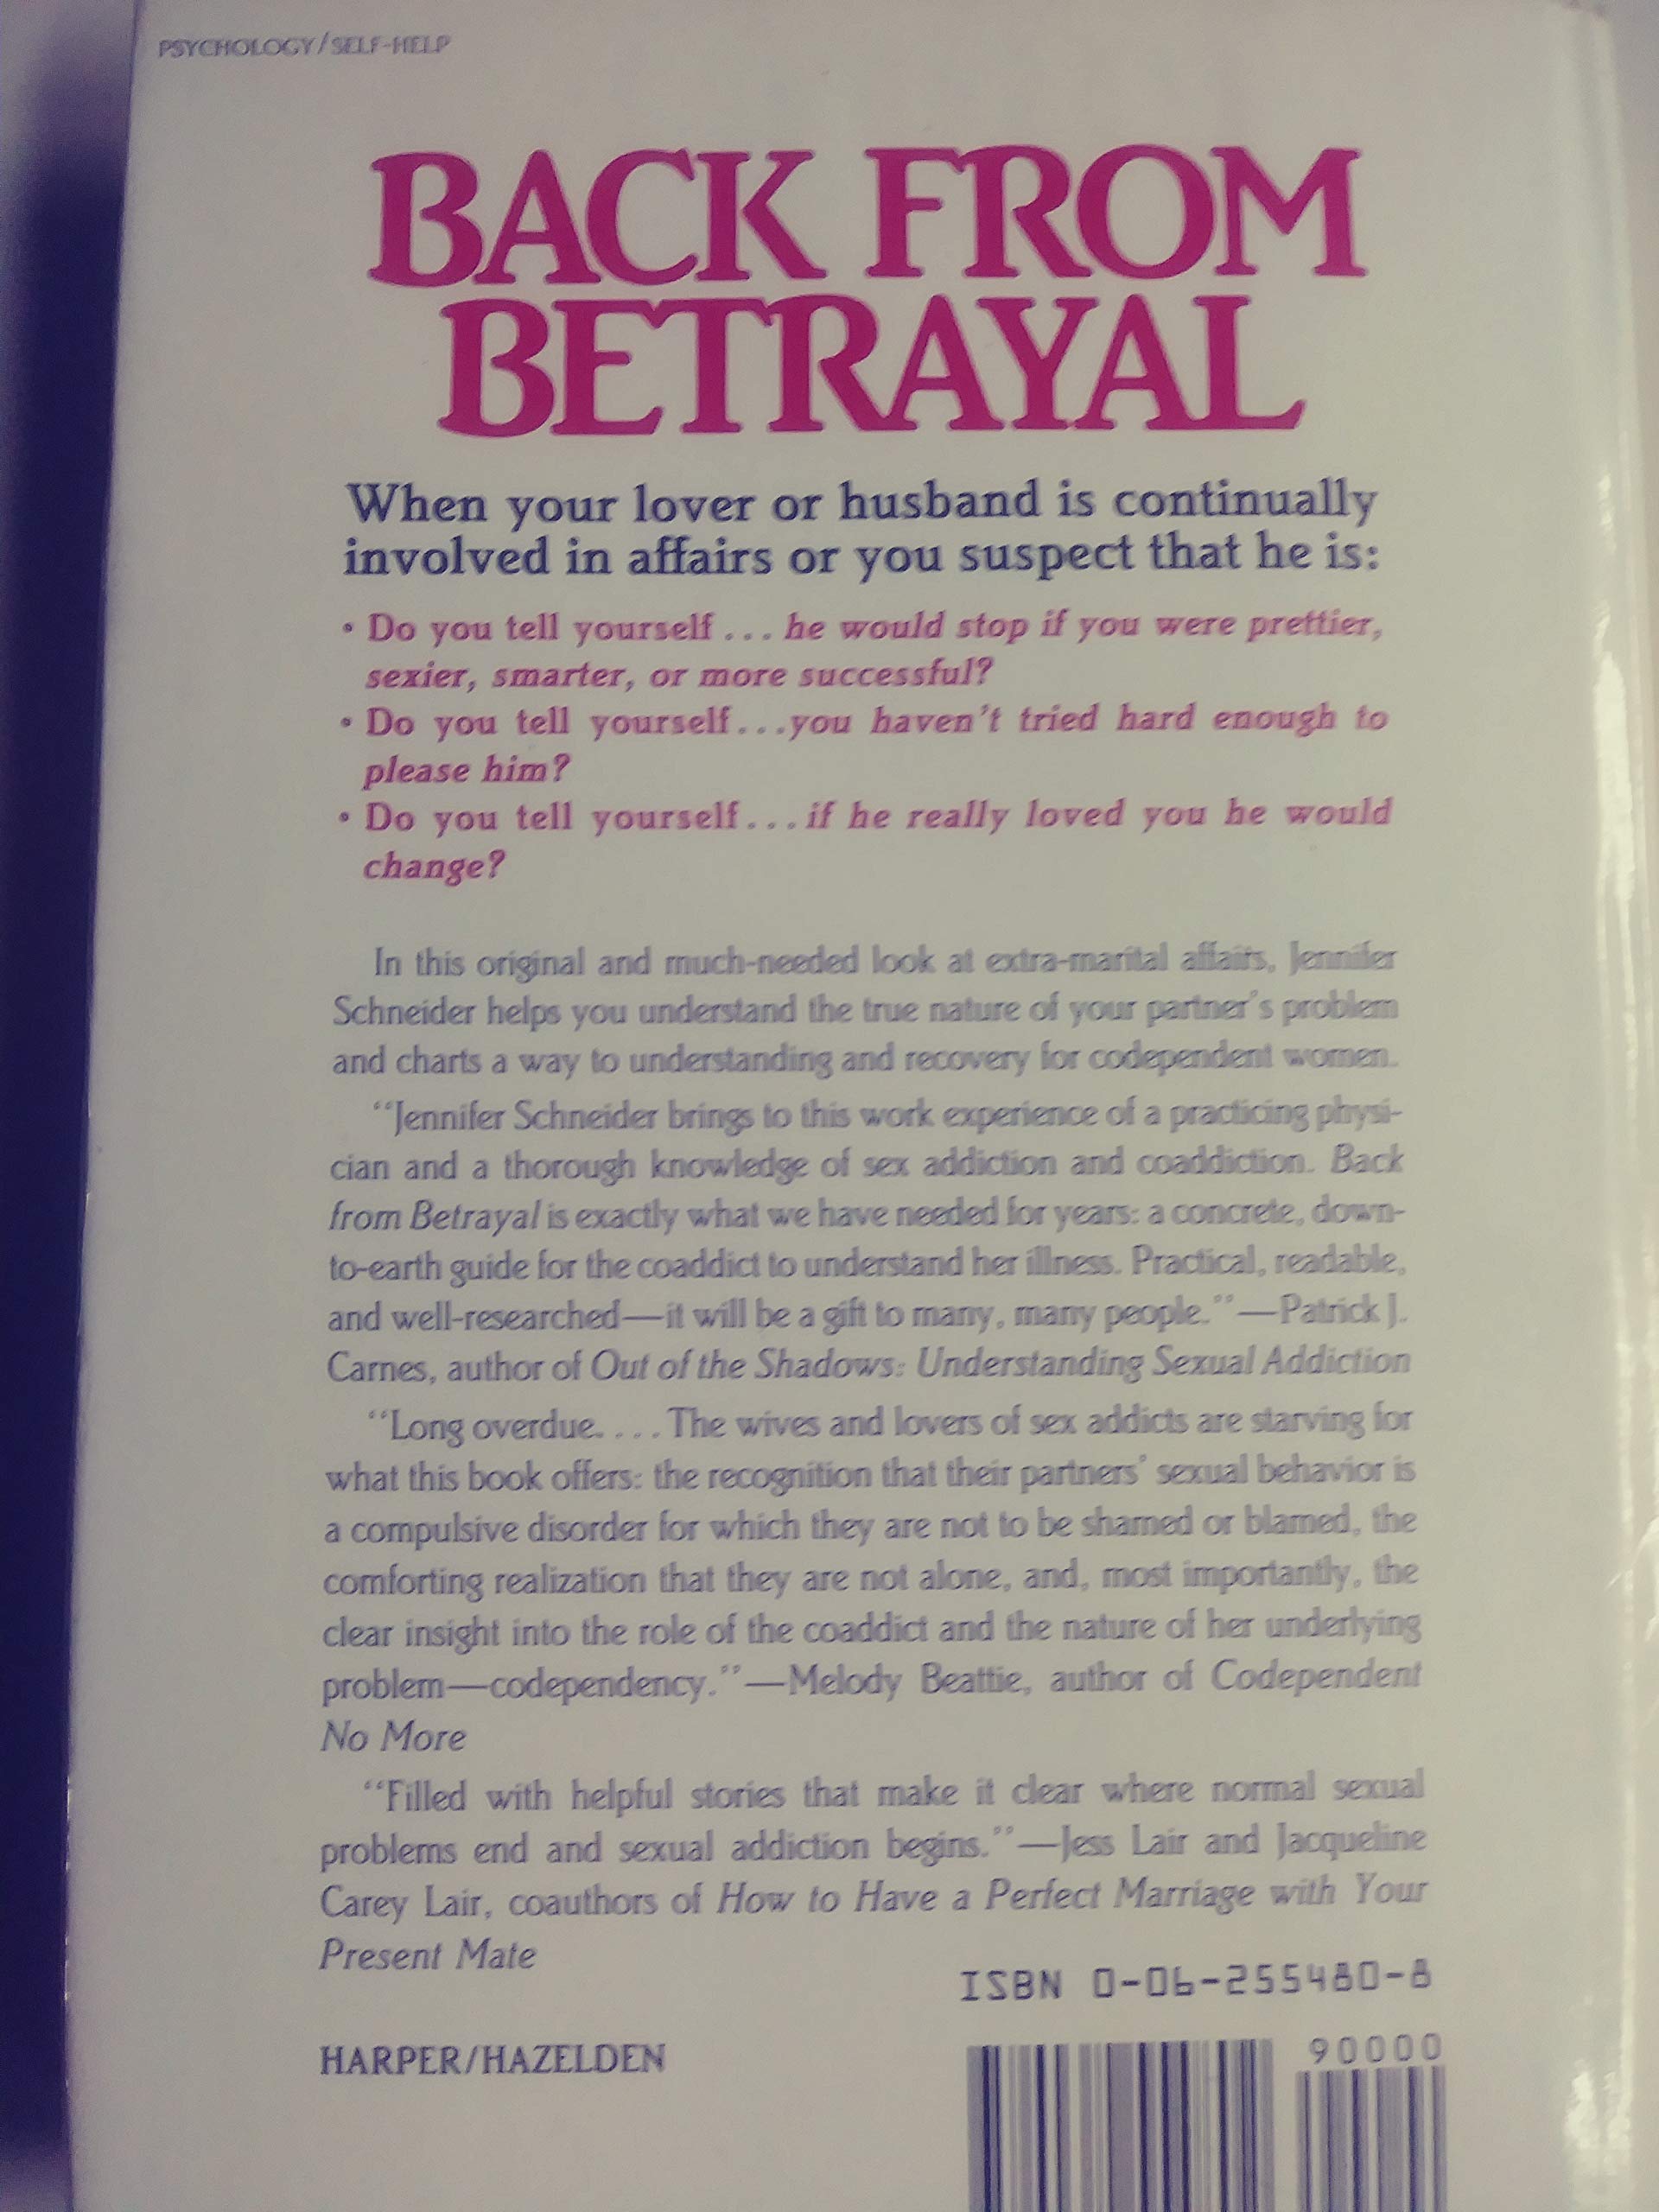 PSYCHOLOGY/SELF-HELP
BACK FROM
BETRAYAL
When your lover or husband is continually
involved in affairs or you suspect that he is:
• Do you tell yourself ... he would stop if you were prettier,
sexier, smarter, or more successful?
• Do you tell yourself...you haven't tried hard enough to
please him?
• Do you tell yourself...if he really loved you he would
change?
In this original and much-needed look at extra-marital affairs, Jennifer
Schneider helps you understand the true nature of your partner's problem
and charts a way to understanding and recovery for codependent women.
"Jennifer Schneider brings to this work experience of a practicing physi-
cian and a thorough knowledge of sex addiction and coaddiction. Back
from Betrayal is exactly what we have needed for years: a concrete, down-
to-earth guide for the coaddict to understand her illness. Practical, readable,
and well-researched—it will be a gift to many, many people."—Patrick J.
Carnes, author of Out of the Shadows: Understanding Sexual Addiction
"Long overdue. . . . The wives and lovers of sex addicts are starving for
what this book offers: the recognition that their partners' sexual behavior is
a compulsive disorder for which they are not to be shamed or blamed, the
comforting realization that they are not alone, and, most importantly, the
clear insight into the role of the coaddict and the nature of her underlying
problem—codependency."—Melody Beattie, author of Codependent
No More
"Filled with helpful stories that make it clear where normal sexual
problems end and sexual addiction begins."—Jess Lair and Jacqueline
Carey Lair, coauthors of How to Have a Perfect Marriage with Your
Present Mate
ISBN 0-06-255480-8
90000
HARPER/HAZELDEN